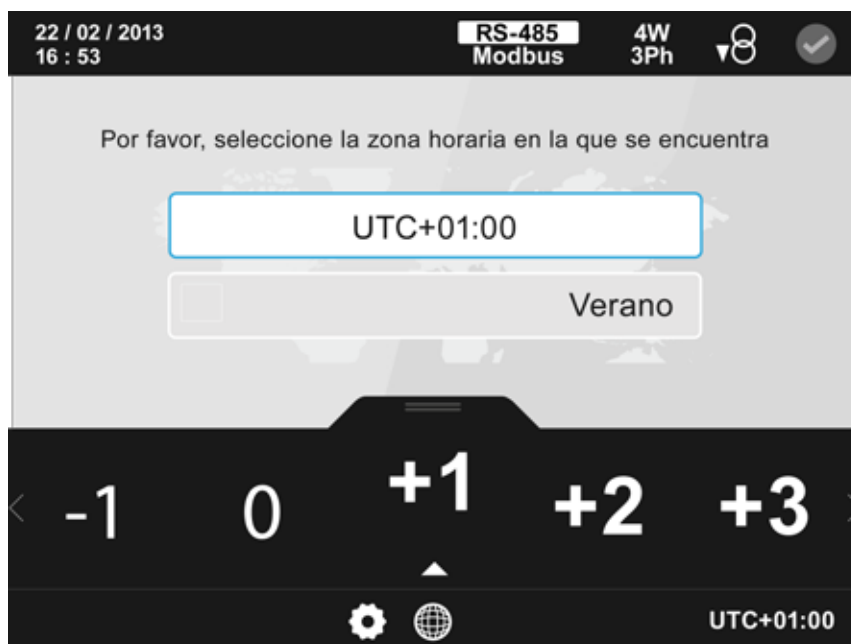 22 / 02 / 2013 RS-485 4W
16 : 53 Modbus 3Ph
Por favor, seleccione la zona horaria en la que se encuentra
UTC+01:00
Verano
-1 0 +1 +2 +3
UTC+01:00